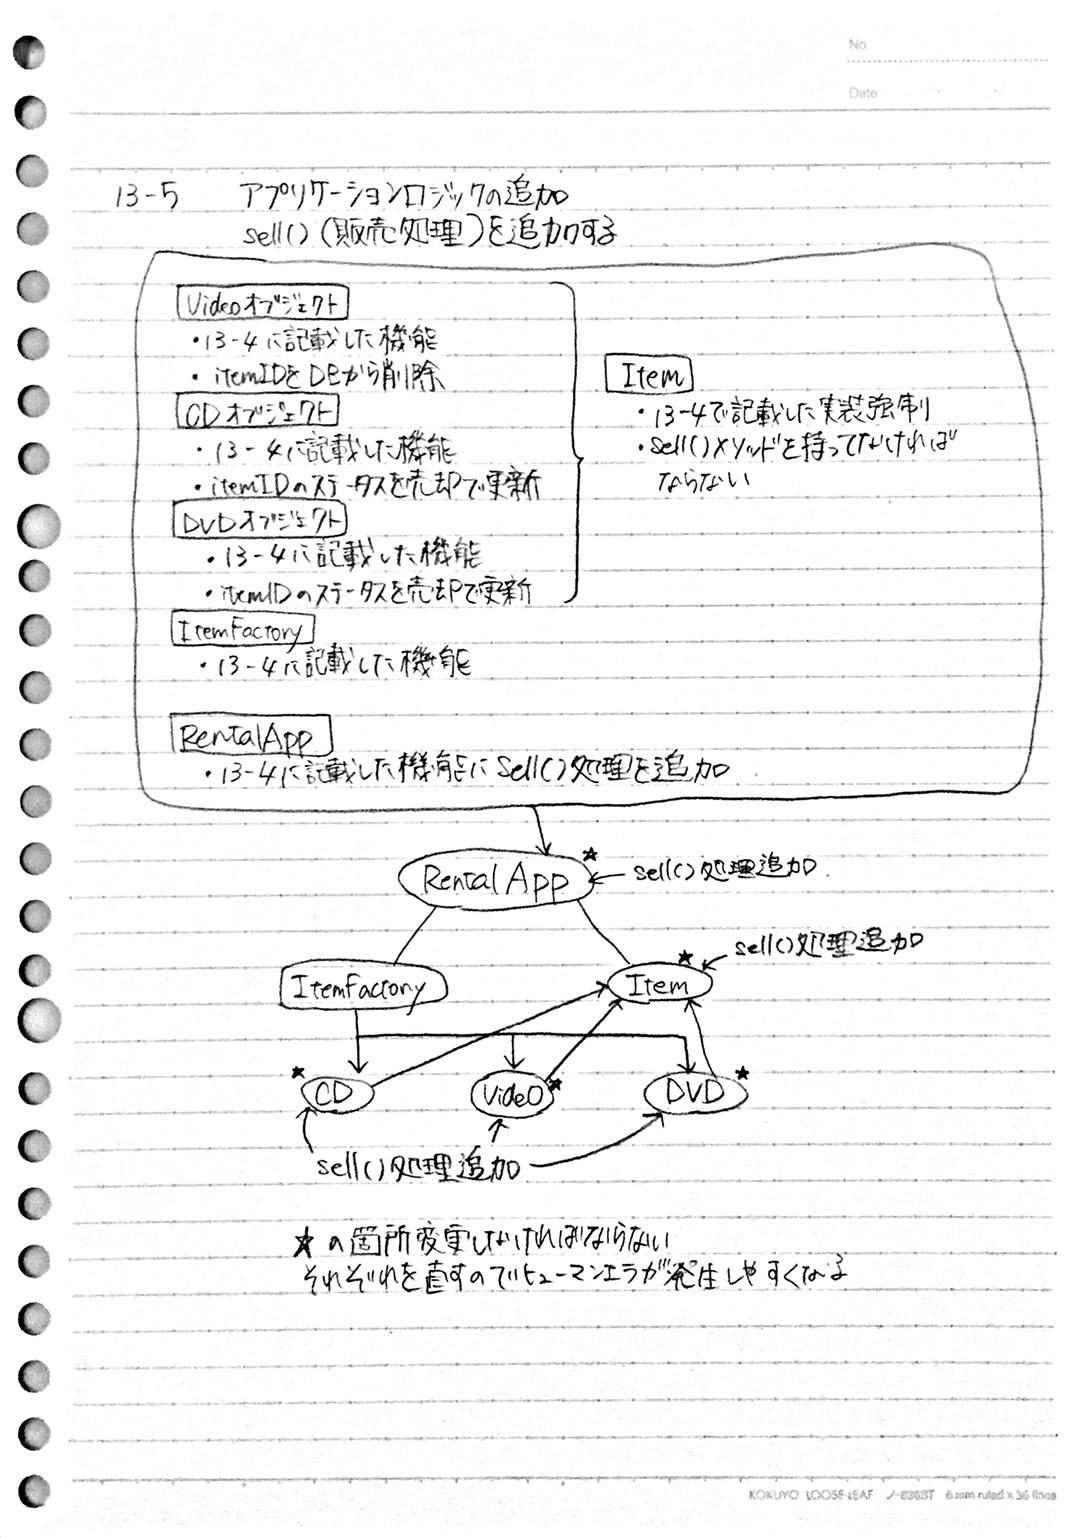 No.
Date
13-5 アプリケーションロジックの追加
sell()(販売処理)を追加する
Videoオブジェクト
・13-4に記載した機能
・itemIDをDBから削除
CDオブジェクト
・13-4に記載した機能
・itemIDのステータスを売却で更新
DVDオブジェクト
・13-4に記載した機能
・itemIDのステータスを売却で更新
Item
・13-4で記載した実装強制
・sell()メソッドを持ってなければ
ならない
ItemFactory
・13-4に記載した機能
RentalApp
・13-4に記載した機能にsell()処理を追加
RentalApp ★
sell()処理追加
sell()処理追加
ItemFactory
★ Item
★ CD
Video ★
DVD ★
sell()処理追加
★の箇所変更しなければならない
それぞれを直すのでヒューマンエラが発生しやすくなる
KOKUYO LOOSE-LEAF ノ-836BT 6mm ruled×36 lines